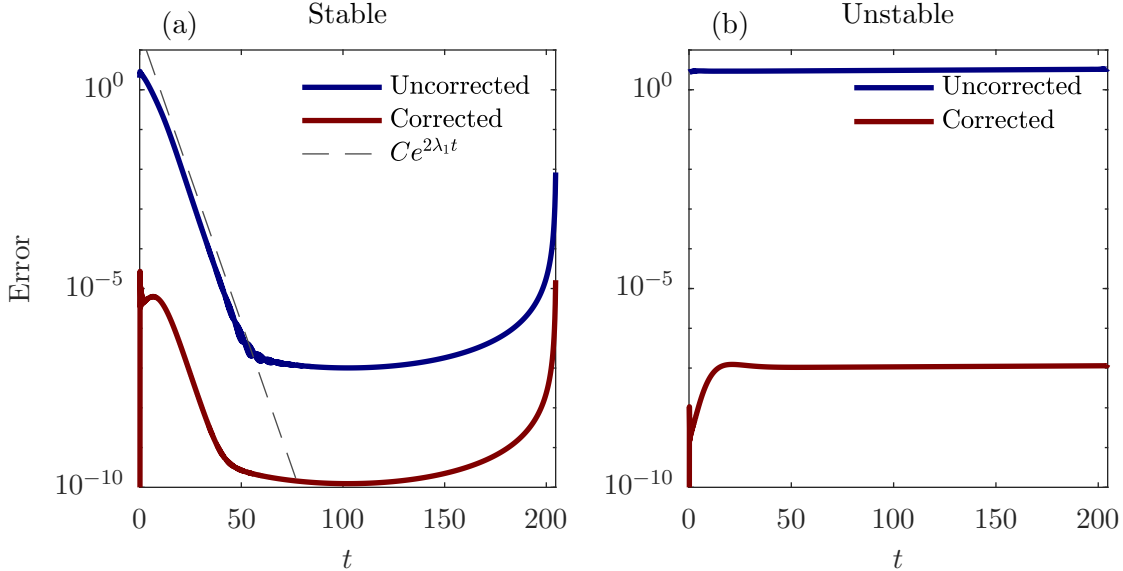 (a) Stable
Error
10^0
10^{-5}
10^{-10}
Uncorrected
Corrected
Ce^{2λ_1 t}
0 50 100 150 200
t
(b) Unstable
10^0
10^{-5}
10^{-10}
Uncorrected
Corrected
0 50 100 150 200
t